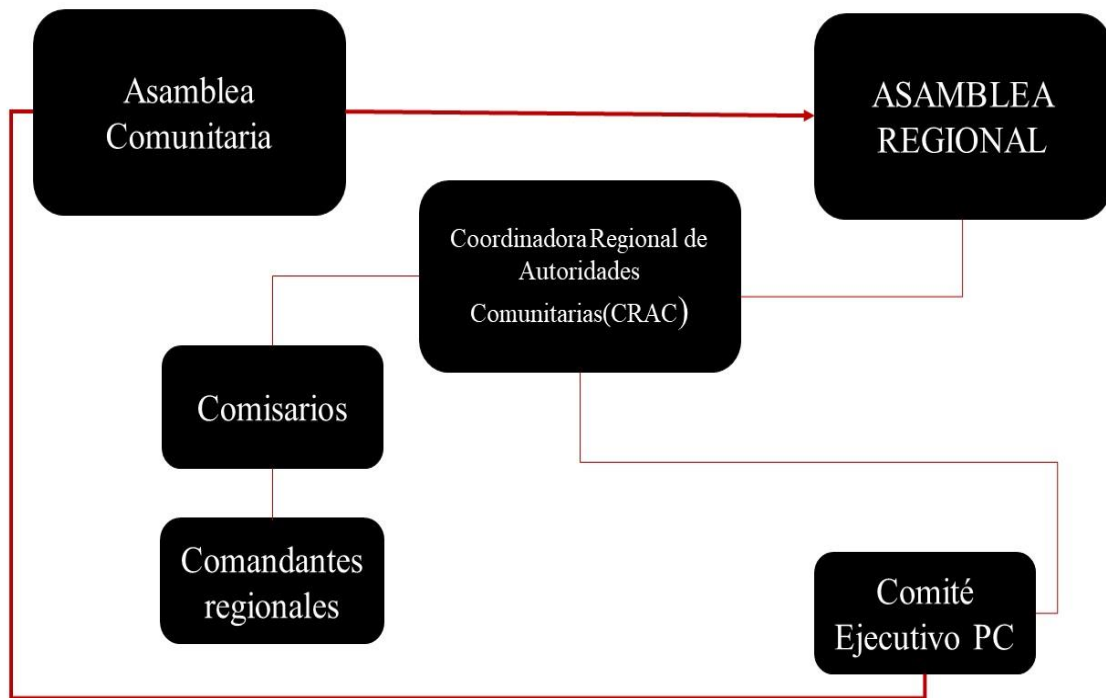 Asamblea
Comunitaria
ASAMBLEA
REGIONAL
Coordinadora Regional de
Autoridades
Comunitarias(CRAC)
Comisarios
Comandantes
regionales
Comité
Ejecutivo PC